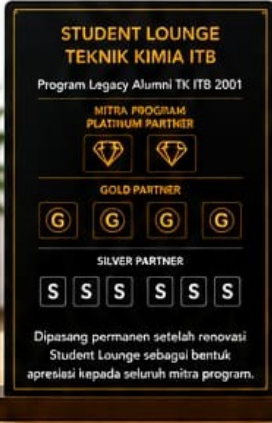 STUDENT LOUNGE
TEKNIK KIMIA ITB
Program Legacy Alumni TK ITB 2001
MITRA PROGRAM
PLATINUM PARTNER
GOLD PARTNER
G G G G
SILVER PARTNER
S S S S S S
Dipasang permanen setelah renovasi
Student Lounge sebagai bentuk
apresiasi kepada seluruh mitra program.